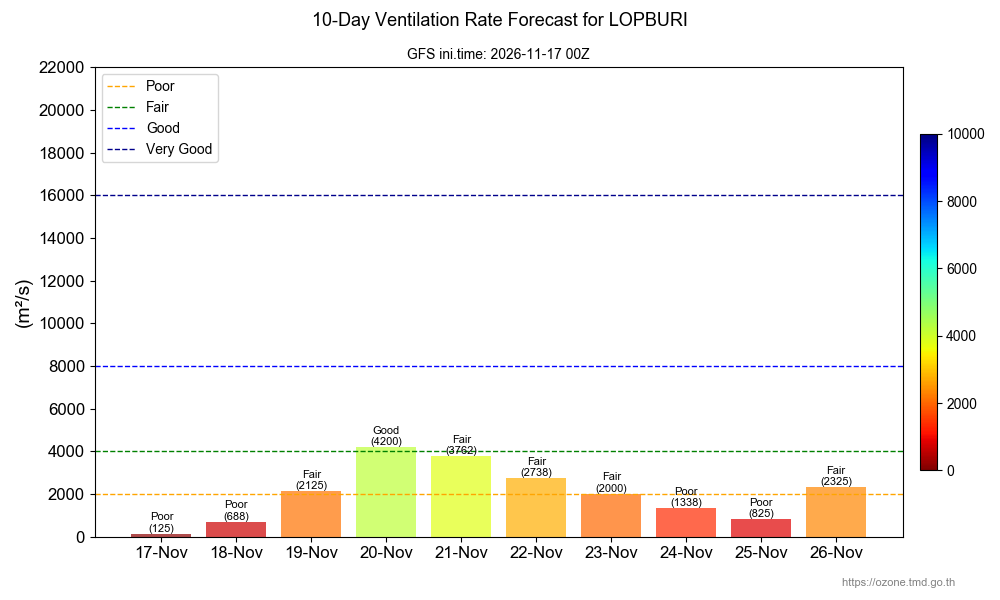 10-Day Ventilation Rate Forecast for LOPBURI
GFS ini.time: 2026-11-17 00Z
22000
20000
18000
16000
14000
12000
10000
8000
6000
4000
2000
0
(m²/s)
Poor
Fair
Good
Very Good
Poor
(125)
Poor
(688)
Fair
(2125)
Good
(4200)
Fair
(3762)
Fair
(2738)
Fair
(2000)
Poor
(1338)
Poor
(825)
Fair
(2325)
17-Nov
18-Nov
19-Nov
20-Nov
21-Nov
22-Nov
23-Nov
24-Nov
25-Nov
26-Nov
10000
8000
6000
4000
2000
0
https://ozone.tmd.go.th